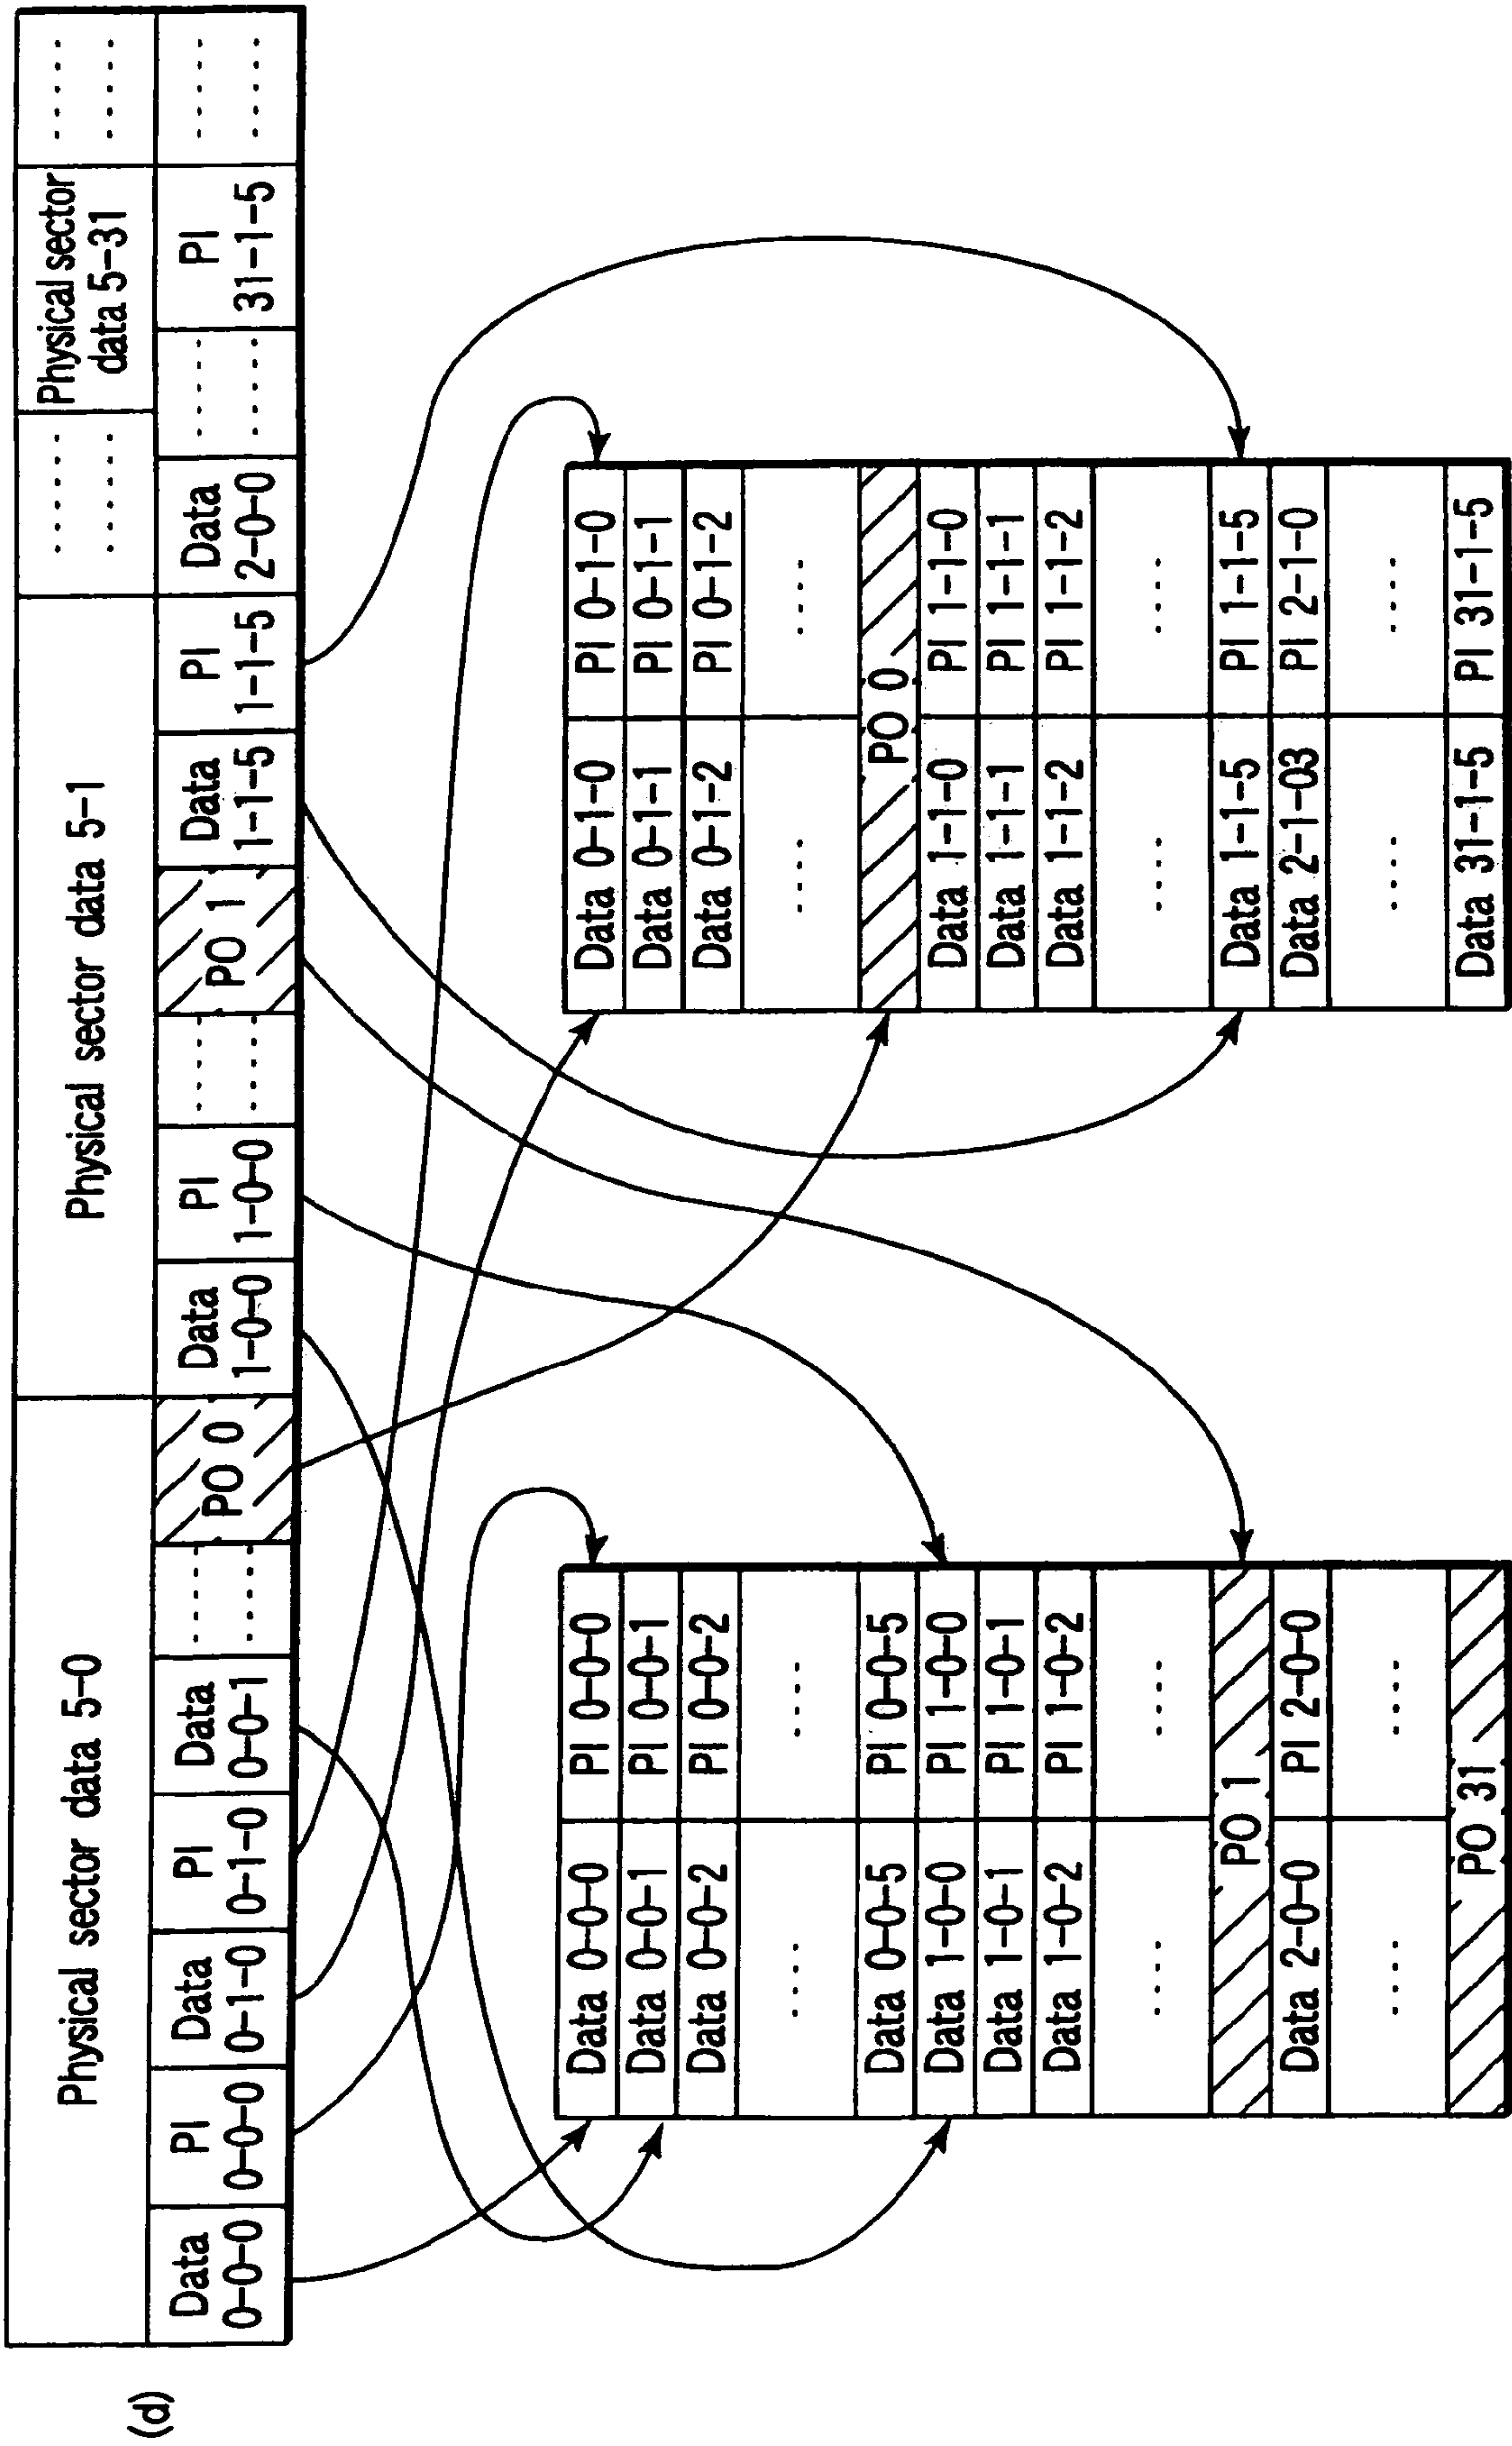 (d)
Physical sector data 5-0
Physical sector data 5-1
......
......
Physical sector
data 5-31
.....
.....
Data
0-0-0
PI
0-0-0
Data
0-1-0
PI
0-1-0
Data
0-0-1
.....
.....
PO 0
Data
1-0-0
PI
1-0-0
.....
.....
PO 1
Data
1-1-5
PI
1-1-5
Data
2-0-0
.....
.....
PI
31-1-5
.....
.....
Data 0-0-0 PI 0-0-0
Data 0-0-1 PI 0-0-1
Data 0-0-2 PI 0-0-2
..... .....
Data 0-0-5 PI 0-0-5
Data 1-0-0 PI 1-0-0
Data 1-0-1 PI 1-0-1
Data 1-0-2 PI 1-0-2
..... .....
PO 1
Data 2-0-0 PI 2-0-0
..... .....
PO 31
Data 0-1-0 PI 0-1-0
Data 0-1-1 PI 0-1-1
Data 0-1-2 PI 0-1-2
..... .....
PO 0
Data 1-1-0 PI 1-1-0
Data 1-1-1 PI 1-1-1
Data 1-1-2 PI 1-1-2
..... .....
Data 1-1-5 PI 1-1-5
Data 2-1-03 PI 2-1-0
..... .....
Data 31-1-5 PI 31-1-5